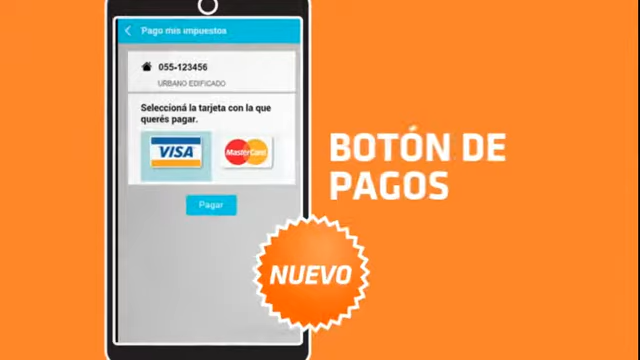 Pago mis impuestos
055-123456
URBANO EDIFICADO
Seleccioná la tarjeta con la que
querés pagar.
VISA
MasterCard
Pagar
BOTÓN DE
PAGOS
NUEVO